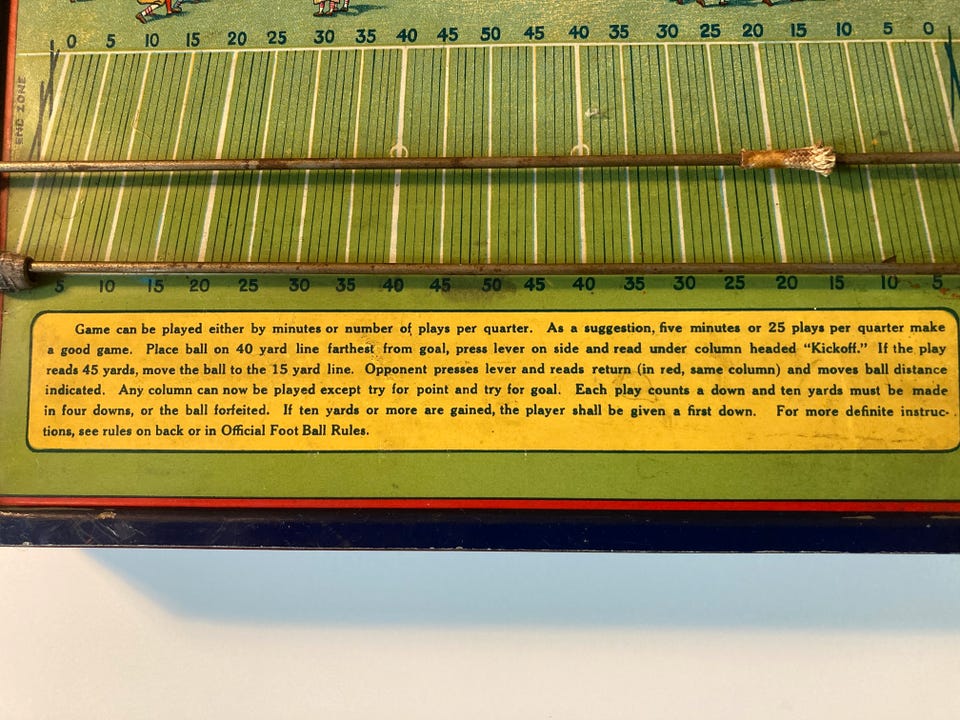 0 5 10 15 20 25 30 35 40 45 50 45 40 35 30 25 20 15 10 5 0
END ZONE
5 10 15 20 25 30 35 40 45 50 45 40 35 30 25 20 15 10 5
Game can be played either by minutes or number of plays per quarter. As a suggestion, five minutes or 25 plays per quarter make
a good game. Place ball on 40 yard line farthest from goal, press lever on side and read under column headed “Kickoff.” If the play
reads 45 yards, move the ball to the 15 yard line. Opponent presses lever and reads return (in red, same column) and moves ball distance
indicated. Any column can now be played except try for point and try for goal. Each play counts a down and ten yards must be made
in four downs, or the ball forfeited. If ten yards or more are gained, the player shall be given a first down. For more definite instruc-
tions, see rules on back or in Official Foot Ball Rules.